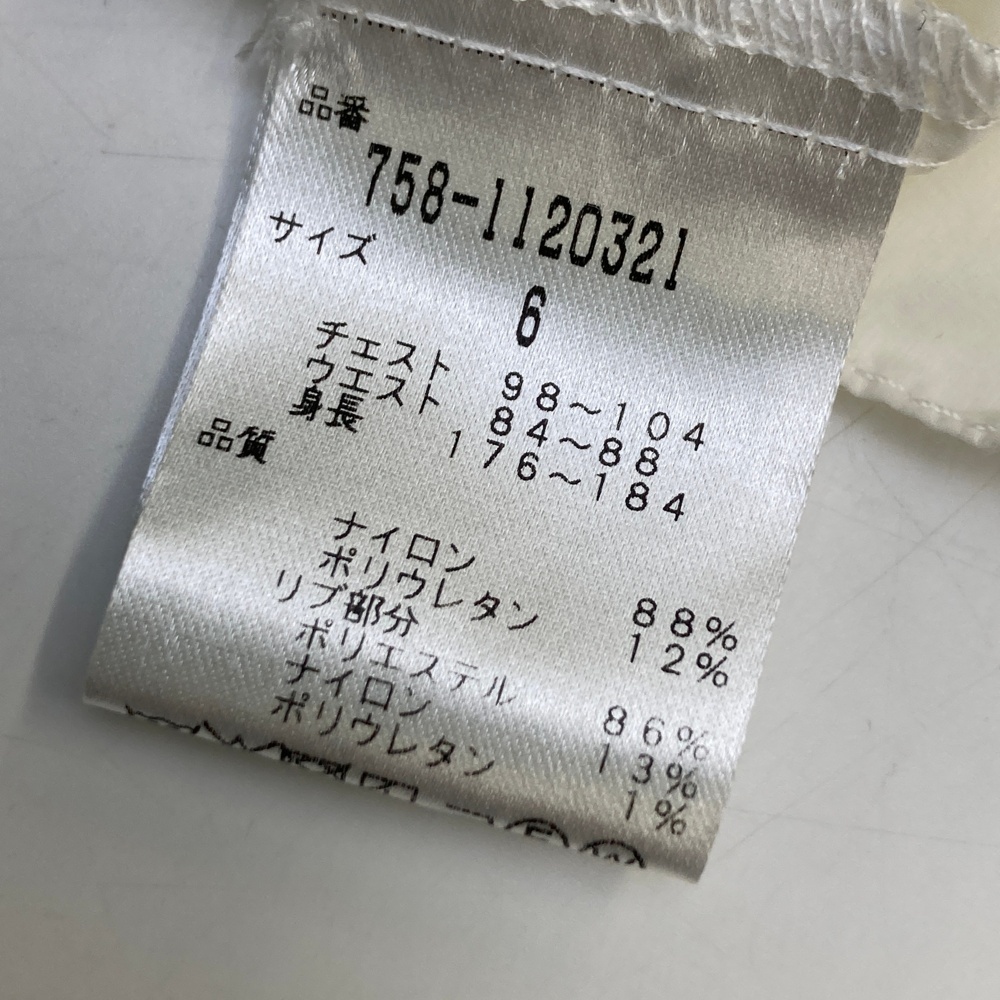 品番
758-1120321
サイズ
6
チェスト 98~104
ウエスト 84~88
身長 176~184
品質
ナイロン 88%
ポリウレタン 12%
リブ部分
ポリエステル 86%
ナイロン 13%
ポリウレタン 1%